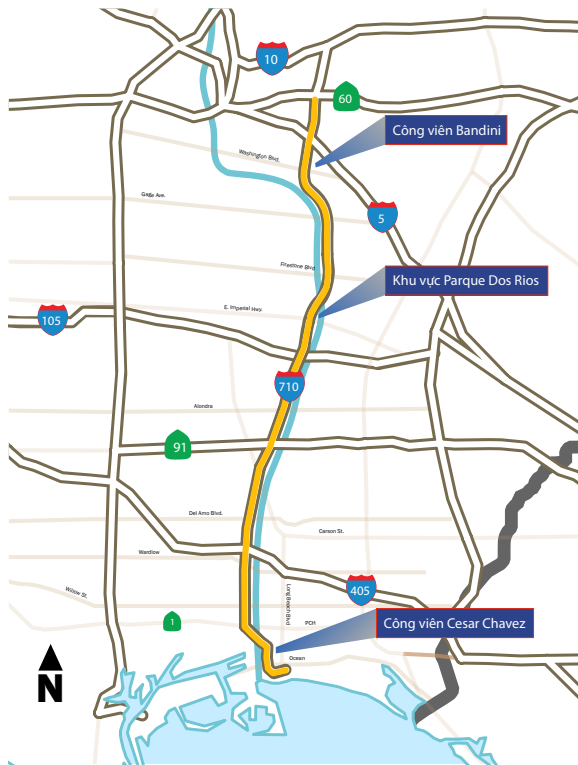 10
60
Công viên Bandini
Washington Blvd.
Gage Ave.
5
Firestone Blvd
Khu vực Parque Dos Rios
E. Imperial Hwy.
105
710
Alondra
91
Del Amo Blvd.
Carson St.
Wardlow
405
Willow St.
Long Beach Blvd
1
PCH
Công viên Cesar Chavez
Ocean
N